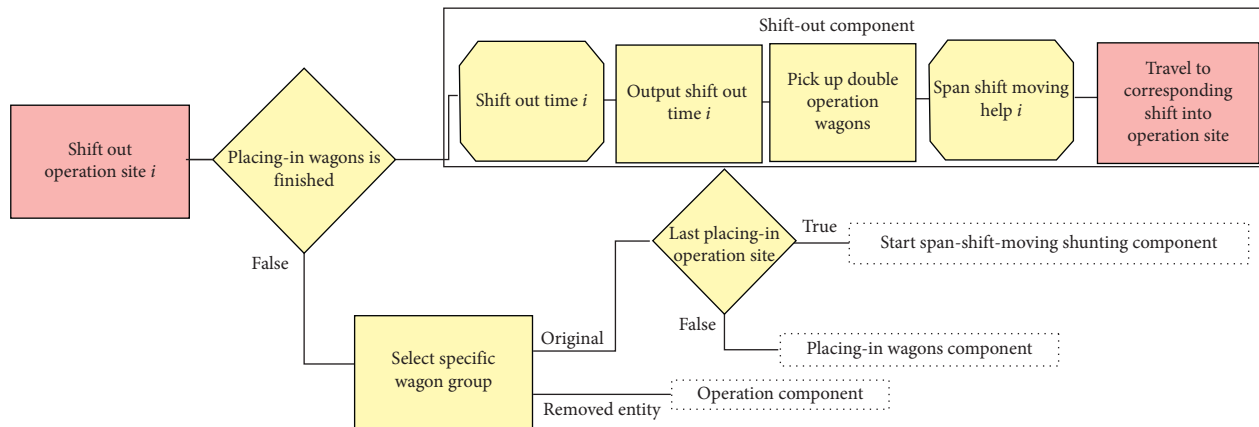 Shift-out component
Shift out
operation site i
Placing-in wagons is
finished
Shift out time i
Output shift out
time i
Pick up double
operation
wagons
Span shift moving
help i
Travel to
corresponding
shift into
operation site
False
Select specific
wagon group
Original
Removed entity
Last placing-in
operation site
True
Start span-shift-moving shunting component
False
Placing-in wagons component
Operation component